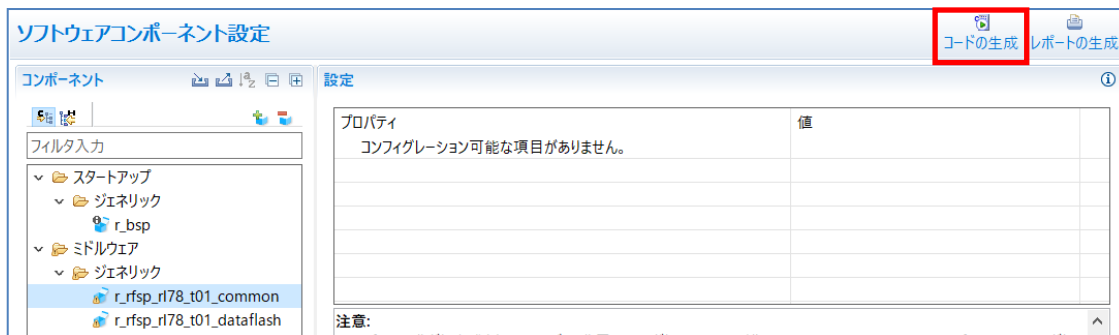 ソフトウェアコンポーネント設定
コードの生成
レポートの生成
コンポーネント
設定
フィルタ入力
スタートアップ
ジェネリック
r_bsp
ミドルウェア
ジェネリック
r_rfsp_rl78_t01_common
r_rfsp_rl78_t01_dataflash
プロパティ
値
コンフィグレーション可能な項目がありません。
注意: